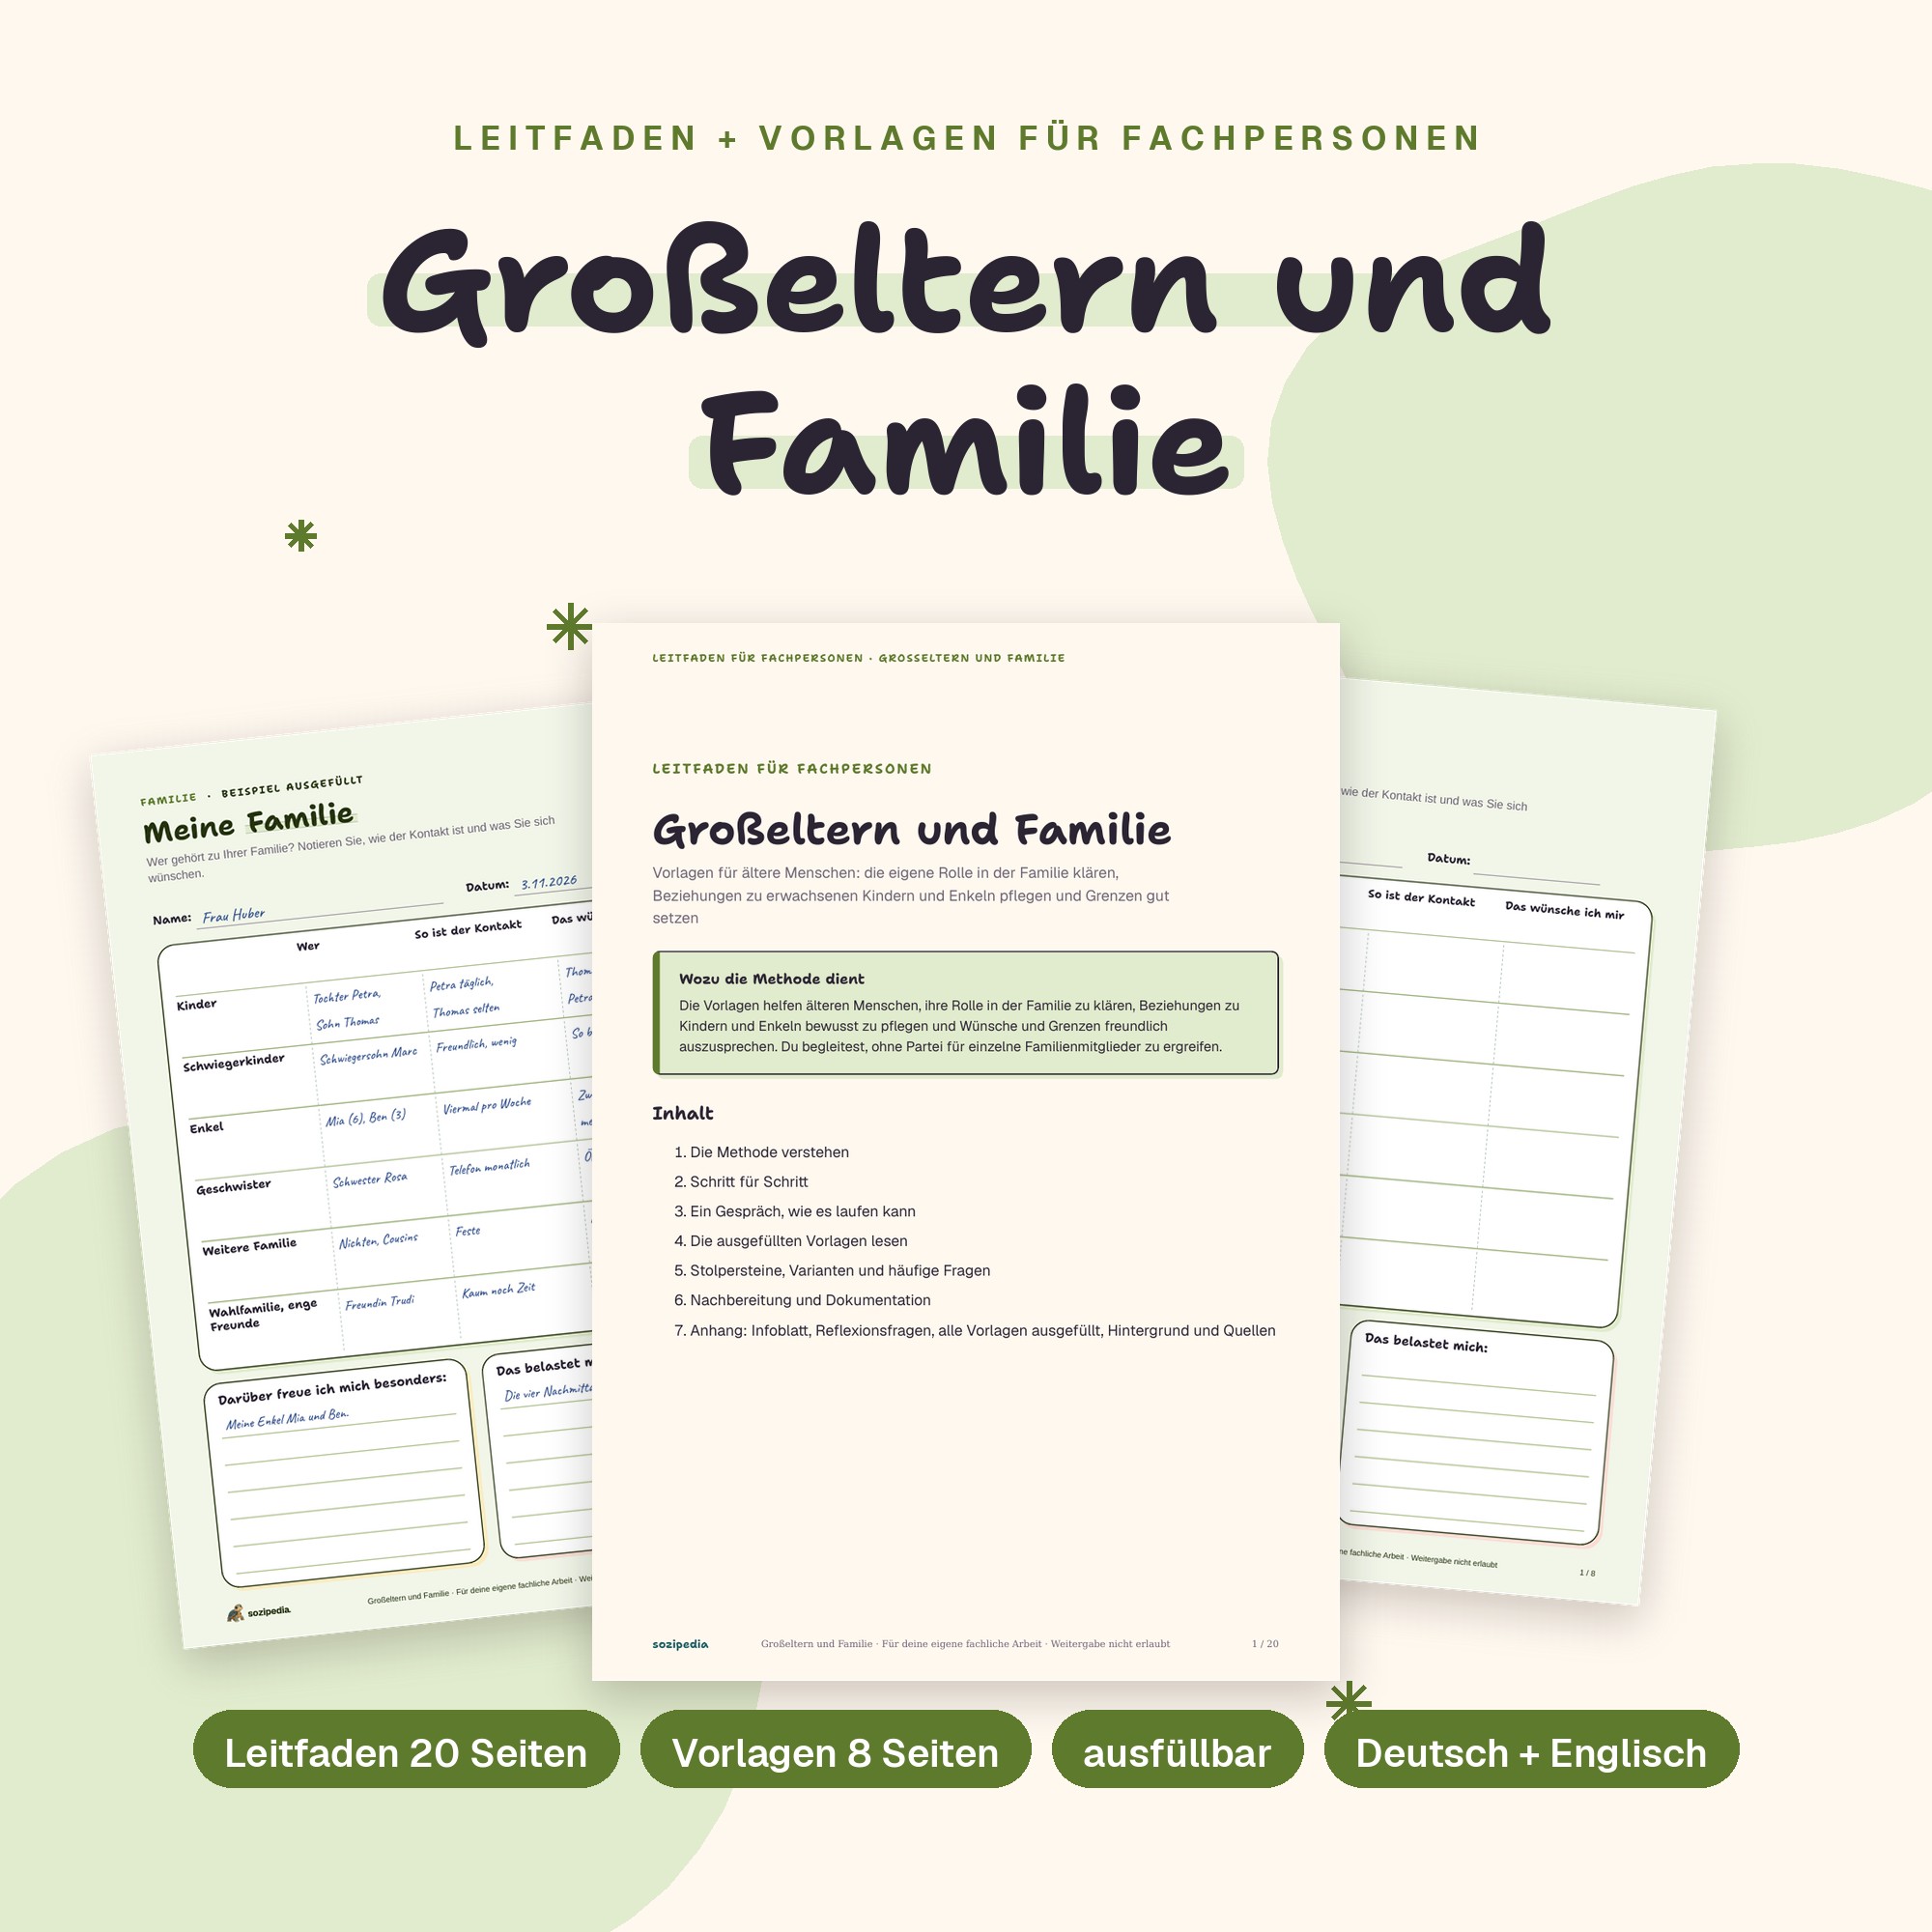 LEITFADEN + VORLAGEN FÜR FACHPERSONEN
Großeltern und
Familie
FAMILIE · BEISPIEL AUSGEFÜLLT
Meine Familie
Wer gehört zu Ihrer Familie? Notieren Sie, wie der Kontakt ist und was Sie sich
wünschen.
Name: Frau Huber
Datum: 3.11.2026
Wer
So ist der Kontakt
Das
Kinder
Tochter Petra,
Sohn Thomas
Petra täglich,
Thomas selten
Schwiegerkinder
Schwiegersohn Marc
Freundlich, wenig
So
Enkel
Mia (6), Ben (3)
Viermal pro Woche
Geschwister
Schwester Rosa
Telefon monatlich
Weitere Familie
Nichten, Cousins
Feste
Wahlfamilie, enge
Freunde
Freundin Trudi
Kaum noch Zeit
Darüber freue ich mich besonders:
Meine Enkel Mia und Ben.
Das belastet
Die vier
sozipedia.
Großeltern und Familie · Für deine eigene fachliche Arbeit ·
LEITFADEN FÜR FACHPERSONEN · GROSSELTERN UND FAMILIE
LEITFADEN FÜR FACHPERSONEN
Großeltern und Familie
Vorlagen für ältere Menschen: die eigene Rolle in der Familie klären,
Beziehungen zu erwachsenen Kindern und Enkeln pflegen und Grenzen gut
setzen
Wozu die Methode dient
Die Vorlagen helfen älteren Menschen, ihre Rolle in der Familie zu klären, Beziehungen zu
Kindern und Enkeln bewusst zu pflegen und Wünsche und Grenzen freundlich
auszusprechen. Du begleitest, ohne Partei für einzelne Familienmitglieder zu ergreifen.
Inhalt
1. Die Methode verstehen
2. Schritt für Schritt
3. Ein Gespräch, wie es laufen kann
4. Die ausgefüllten Vorlagen lesen
5. Stolpersteine, Varianten und häufige Fragen
6. Nachbereitung und Dokumentation
7. Anhang: Infoblatt, Reflexionsfragen, alle Vorlagen ausgefüllt, Hintergrund und Quellen
sozipedia
Großeltern und Familie · Für deine eigene fachliche Arbeit · Weitergabe nicht erlaubt
1 / 20
wie der Kontakt ist und was Sie sich
Datum:
So ist der Kontakt
Das wünsche ich mir
Das belastet mich:
fachliche Arbeit · Weitergabe nicht erlaubt
1 / 8
Leitfaden 20 Seiten
Vorlagen 8 Seiten
ausfüllbar
Deutsch + Englisch